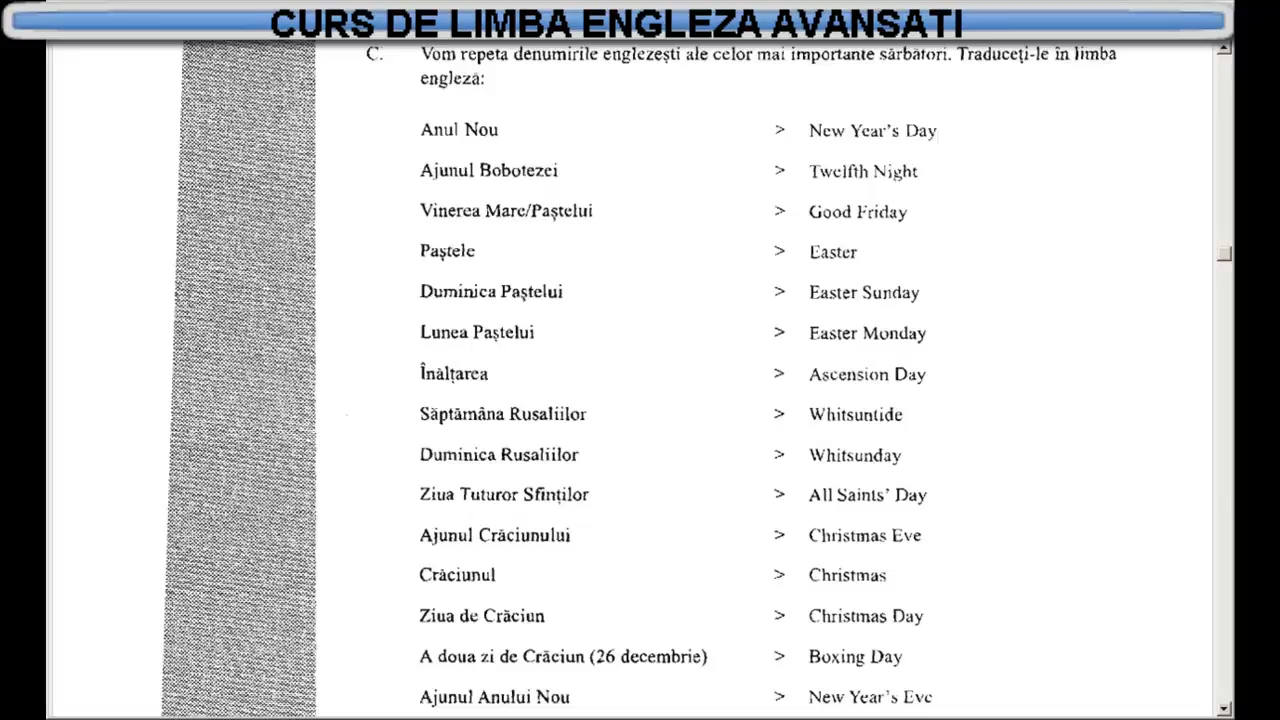 CURS DE LIMBA ENGLEZA AVANSATI
C. Vom repeta denumirile englezești ale celor mai importante sărbători. Traduceți-le în limba
engleză:
Anul Nou > New Year's Day
Ajunul Bobotezei > Twelfth Night
Vinerea Mare/Paștelui > Good Friday
Paștele > Easter
Duminica Paștelui > Easter Sunday
Lunea Paștelui > Easter Monday
Înălțarea > Ascension Day
Săptămâna Rusaliilor > Whitsuntide
Duminica Rusaliilor > Whitsunday
Ziua Tuturor Sfinților > All Saints' Day
Ajunul Crăciunului > Christmas Eve
Crăciunul > Christmas
Ziua de Crăciun > Christmas Day
A doua zi de Crăciun (26 decembrie) > Boxing Day
Ajunul Anului Nou > New Year's Eve